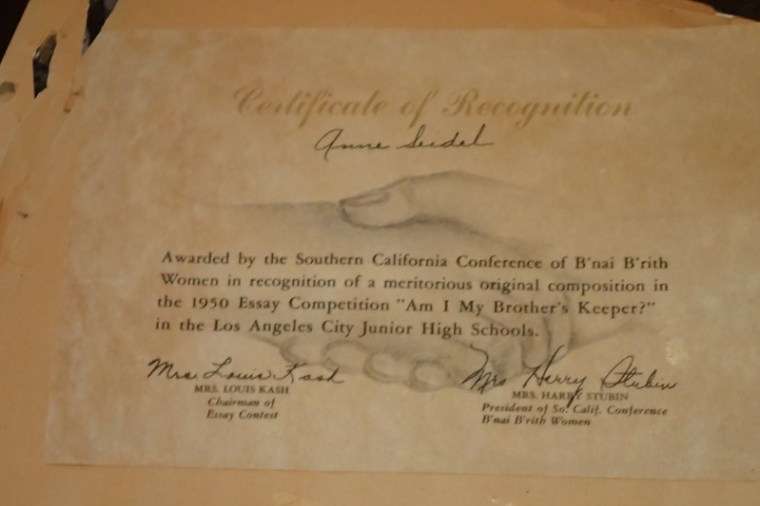 Certificate of Recognition
Anne Seidel
Awarded by the Southern California Conference of B'nai B'rith
Women in recognition of a meritorious original composition in
the 1950 Essay Competition "Am I My Brother's Keeper?"
in the Los Angeles City Junior High Schools.
Mrs. Louis Kash
MRS. LOUIS KASH
Chairman of
Essay Contest
Mrs Harry Stubin
MRS. HARRY STUBIN
President of So. Calif. Conference
B'nai B'rith Women